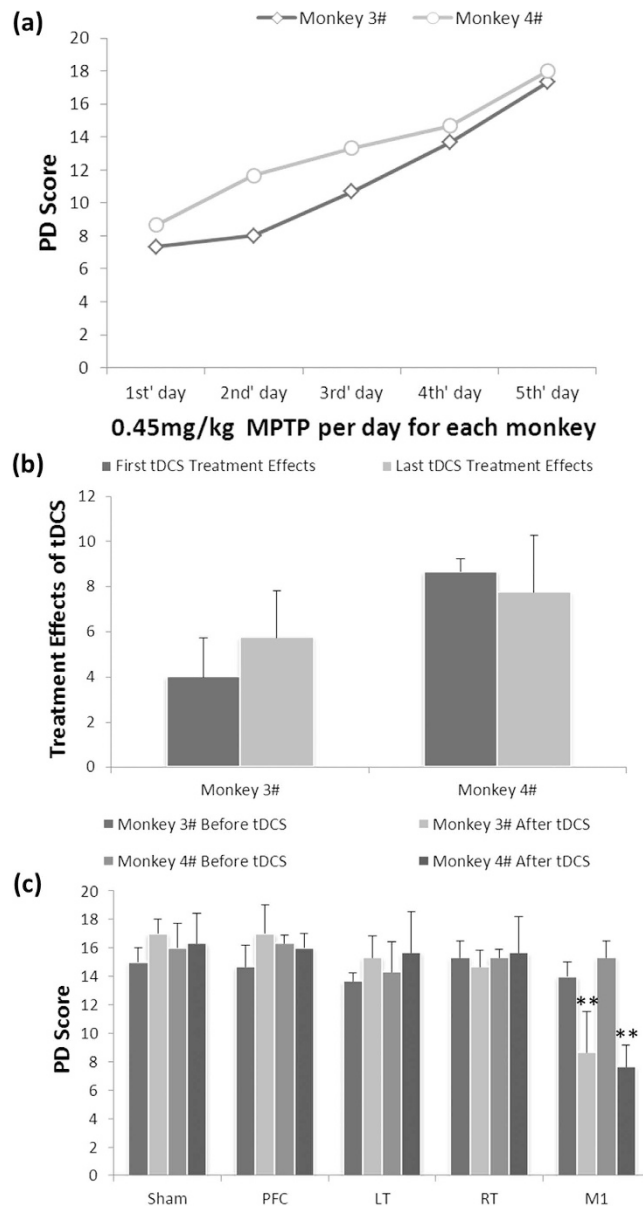 (a)
Monkey 3# Monkey 4#
20
18
16
14
12
10
8
6
4
2
0
PD Score
1st' day 2nd' day 3rd' day 4th' day 5th' day
0.45mg/kg MPTP per day for each monkey
(b)
First tDCS Treatment Effects Last tDCS Treatment Effects
12
10
8
6
4
2
0
Treatment Effects of tDCS
Monkey 3# Monkey 4#
Monkey 3# Before tDCS Monkey 3# After tDCS
Monkey 4# Before tDCS Monkey 4# After tDCS
(c)
20
18
16
14
12
10
8
6
4
2
0
PD Score
**
**
Sham PFC LT RT M1